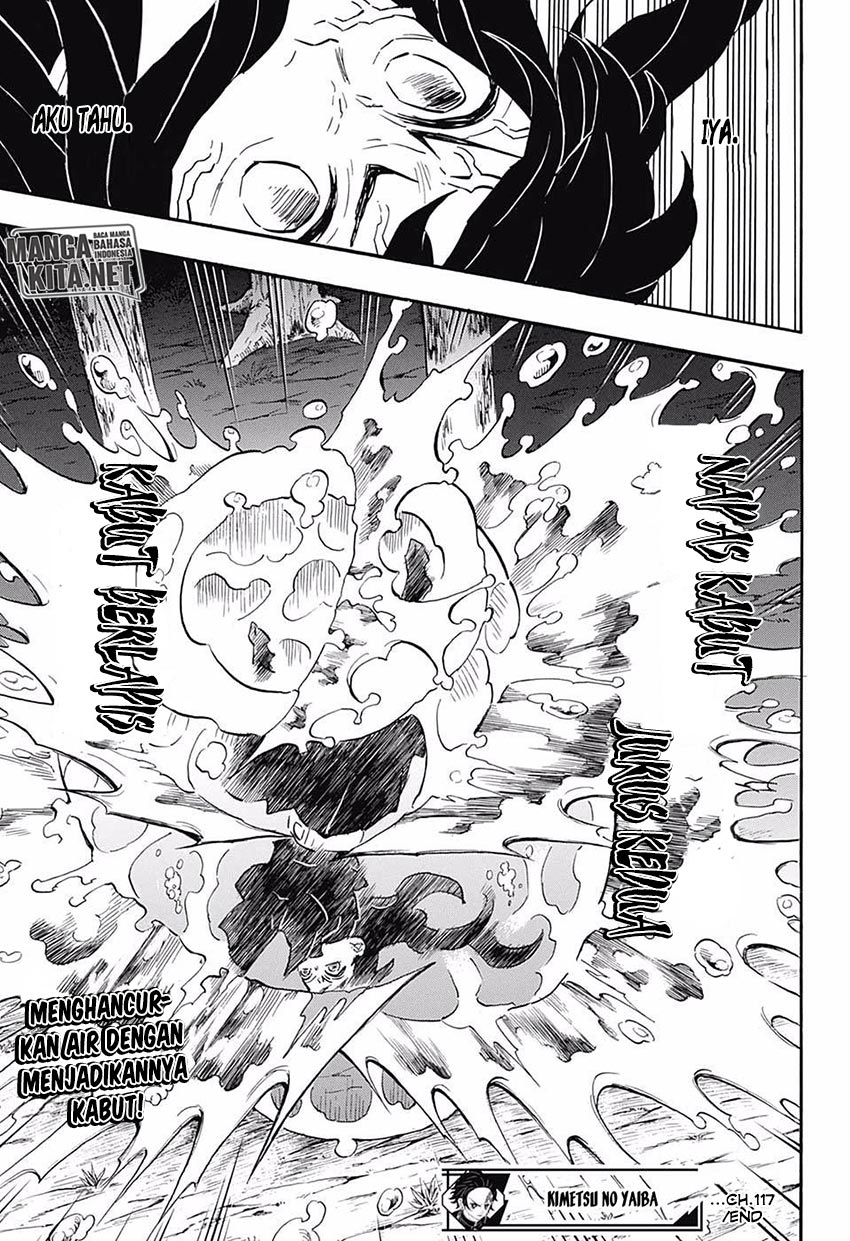 IYA.
AKU TAHU.
MANGA
KITA.NET
BACA MANGA
BAHASA
INDONESIA
NAPAS KABUT
JURUS KEDUA
KABUT BERLAPIS
MENGHANCUR-
KAN AIR DENGAN
MENJADIKANNYA
KABUT!
KIMETSU NO YAIBA
...CH.117
/END